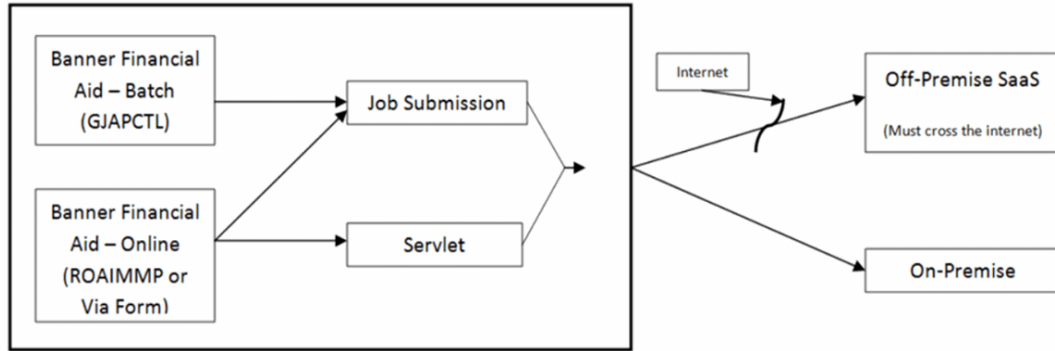 Banner Financial
Aid – Batch
(GJAPCTL)
Job Submission
Banner Financial
Aid – Online
(ROAIMMP or
Via Form)
Servlet
Internet
Off-Premise SaaS
(Must cross the internet)
On-Premise